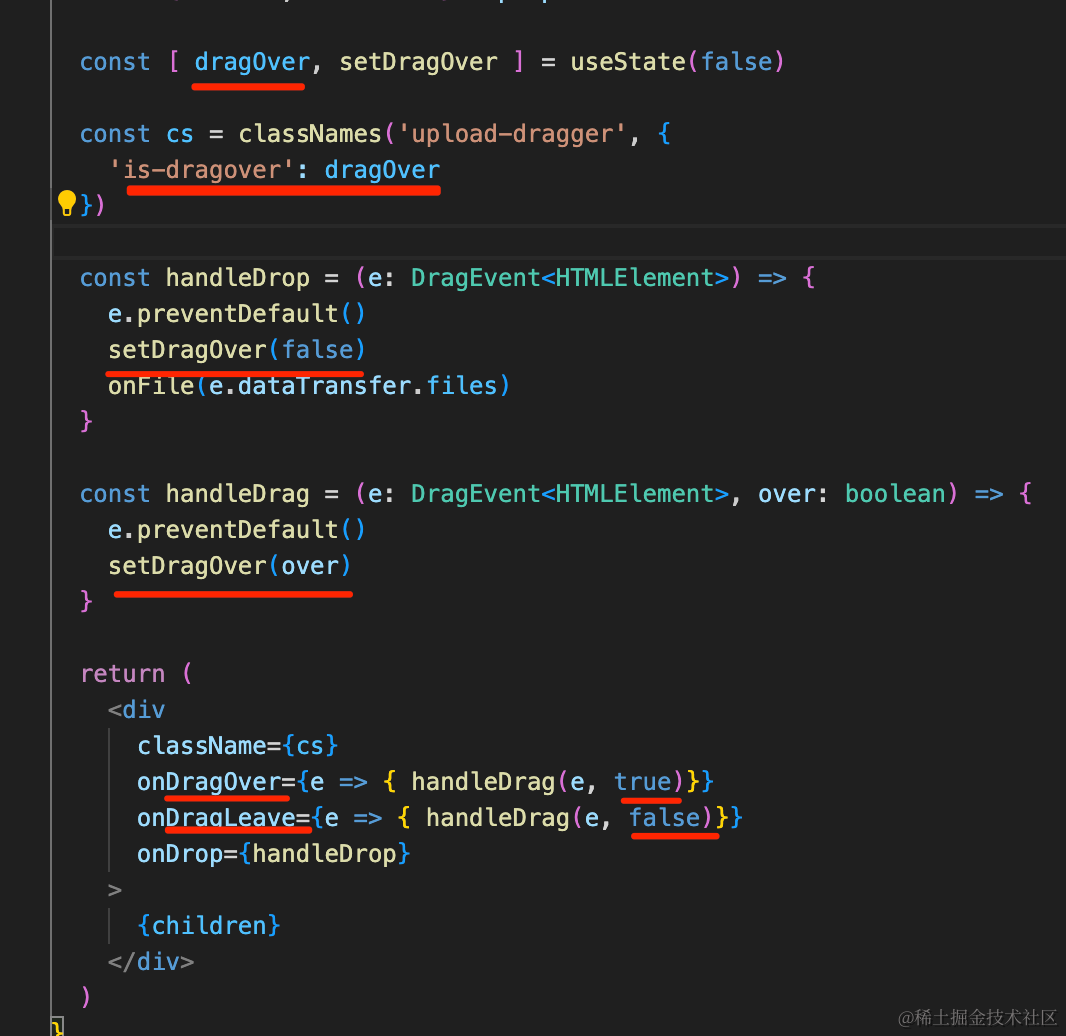 const [ dragOver, setDragOver ] = useState(false)
const cs = classNames('upload-dragger', {
'is-dragover': dragOver
})
const handleDrop = (e: DragEvent<HTMLElement>) => {
e.preventDefault()
setDragOver(false)
onFile(e.dataTransfer.files)
}
const handleDrag = (e: DragEvent<HTMLElement>, over: boolean) => {
e.preventDefault()
setDragOver(over)
}
return (
<div
className={cs}
onDragOver={e => { handleDrag(e, true)}}
onDragLeave={e => { handleDrag(e, false)}}
onDrop={handleDrop}
>
{children}
</div>
)
}
@稀土掘金技术社区